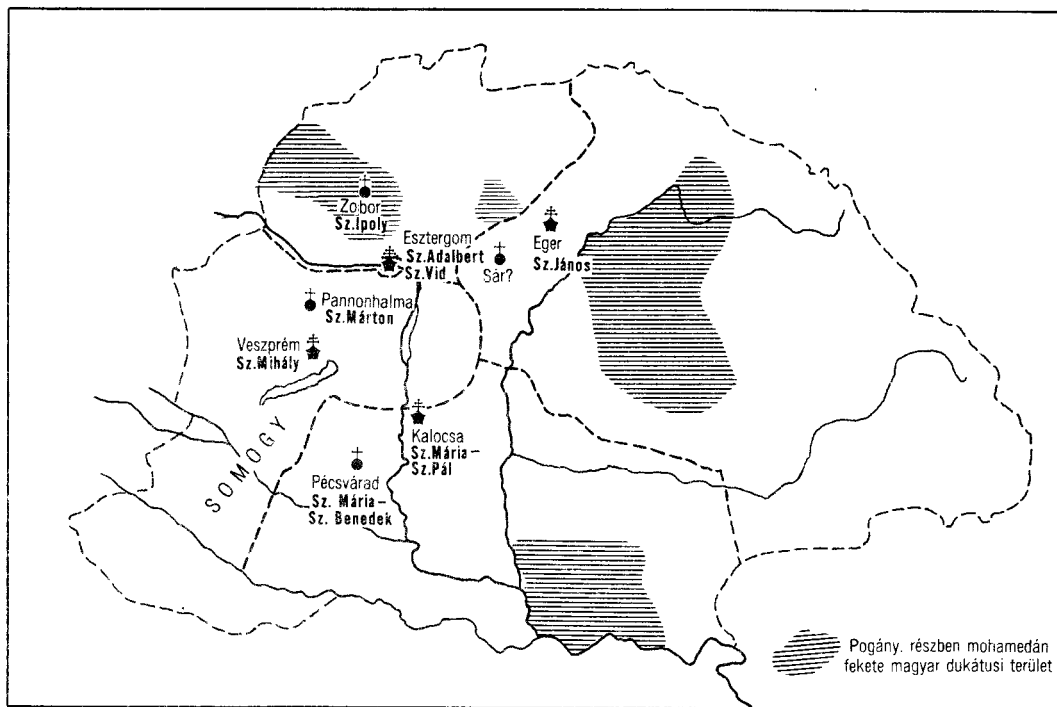 Zobor
Sz.Ipoly
Esztergom
Sz.Adalbert
Sz.Vid
Eger
Sz.János
Sár?
Pannonhalma
Sz.Márton
Veszprém
Sz.Mihály
SOMOGY
Kalocsa
Sz.Mária–
Sz.Pál
Pécsvárad
Sz. Mária–
Sz. Benedek
Pogány, részben mohamedán
fekete magyar dukátusi terület